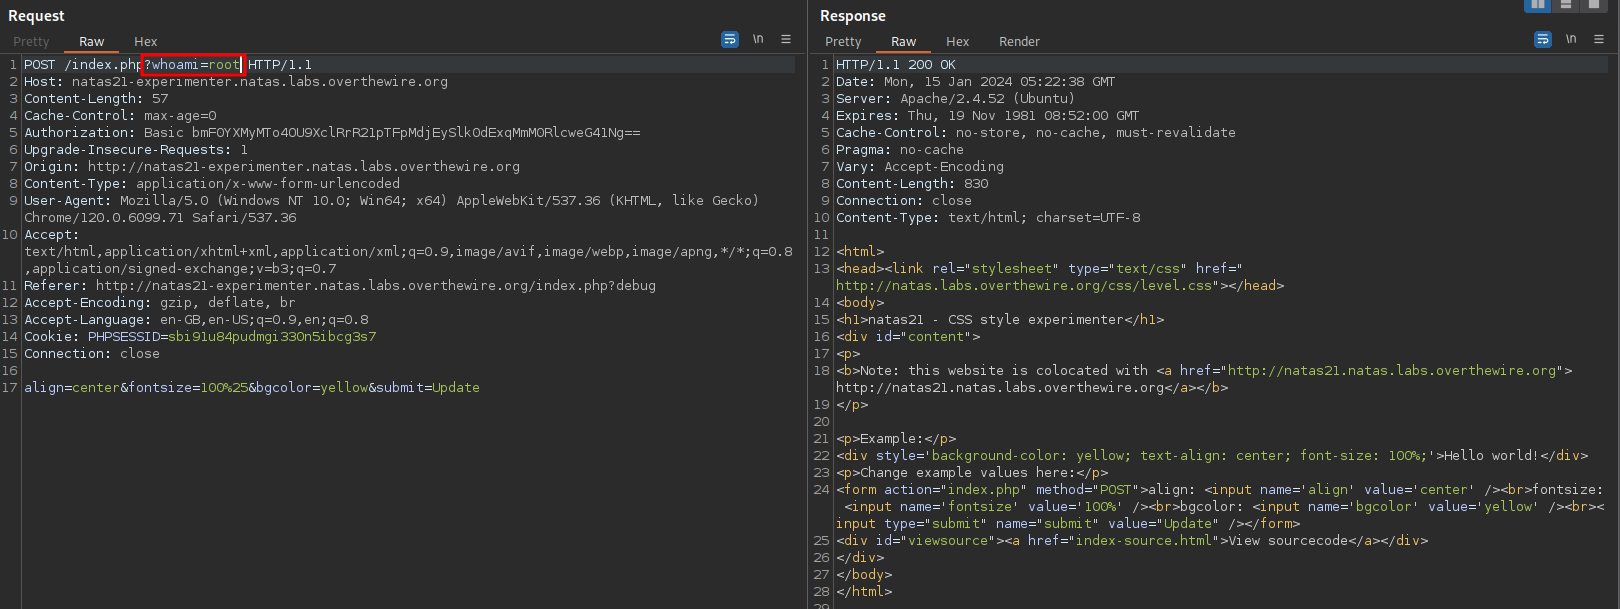 Request
Pretty Raw Hex \n
1 POST /index.php?whoami=root HTTP/1.1
2 Host: natas21-experimenter.natas.labs.overthewire.org
3 Content-Length: 57
4 Cache-Control: max-age=0
5 Authorization: Basic bmF0YXMyMTo4OU9XclRrR21pTFpMdjEySlk0dExqMmM0RlcweG41Ng==
6 Upgrade-Insecure-Requests: 1
7 Origin: http://natas21-experimenter.natas.labs.overthewire.org
8 Content-Type: application/x-www-form-urlencoded
9 User-Agent: Mozilla/5.0 (Windows NT 10.0; Win64; x64) AppleWebKit/537.36 (KHTML, like Gecko)
Chrome/120.0.6099.71 Safari/537.36
10 Accept:
text/html,application/xhtml+xml,application/xml;q=0.9,image/avif,image/webp,image/apng,*/*;q=0.8
,application/signed-exchange;v=b3;q=0.7
11 Referer: http://natas21-experimenter.natas.labs.overthewire.org/index.php?debug
12 Accept-Encoding: gzip, deflate, br
13 Accept-Language: en-GB,en-US;q=0.9,en;q=0.8
14 Cookie: PHPSESSID=sbi91u84pudmgi330n5ibcg3s7
15 Connection: close
16
17 align=center&fontsize=100%25&bgcolor=yellow&submit=Update
Response
Pretty Raw Hex Render \n
1 HTTP/1.1 200 OK
2 Date: Mon, 15 Jan 2024 05:22:38 GMT
3 Server: Apache/2.4.52 (Ubuntu)
4 Expires: Thu, 19 Nov 1981 08:52:00 GMT
5 Cache-Control: no-store, no-cache, must-revalidate
6 Pragma: no-cache
7 Vary: Accept-Encoding
8 Content-Length: 830
9 Connection: close
10 Content-Type: text/html; charset=UTF-8
11
12 <html>
13 <head><link rel="stylesheet" type="text/css" href="
http://natas.labs.overthewire.org/css/level.css"></head>
14 <body>
15 <h1>natas21 - CSS style experimenter</h1>
16 <div id="content">
17 <p>
18 <b>Note: this website is colocated with <a href="http://natas21.natas.labs.overthewire.org">
http://natas21.natas.labs.overthewire.org</a></b>
19 </p>
20
21 <p>Example:</p>
22 <div style='background-color: yellow; text-align: center; font-size: 100%;'>Hello world!</div>
23 <p>Change example values here:</p>
24 <form action="index.php" method="POST">align: <input name='align' value='center' /><br>fontsize:
<input name='fontsize' value='100%' /><br>bgcolor: <input name='bgcolor' value='yellow' /><br><
input type="submit" name="submit" value="Update" /></form>
25 <div id="viewsource"><a href="index-source.html">View sourcecode</a></div>
26 </div>
27 </body>
28 </html>
29